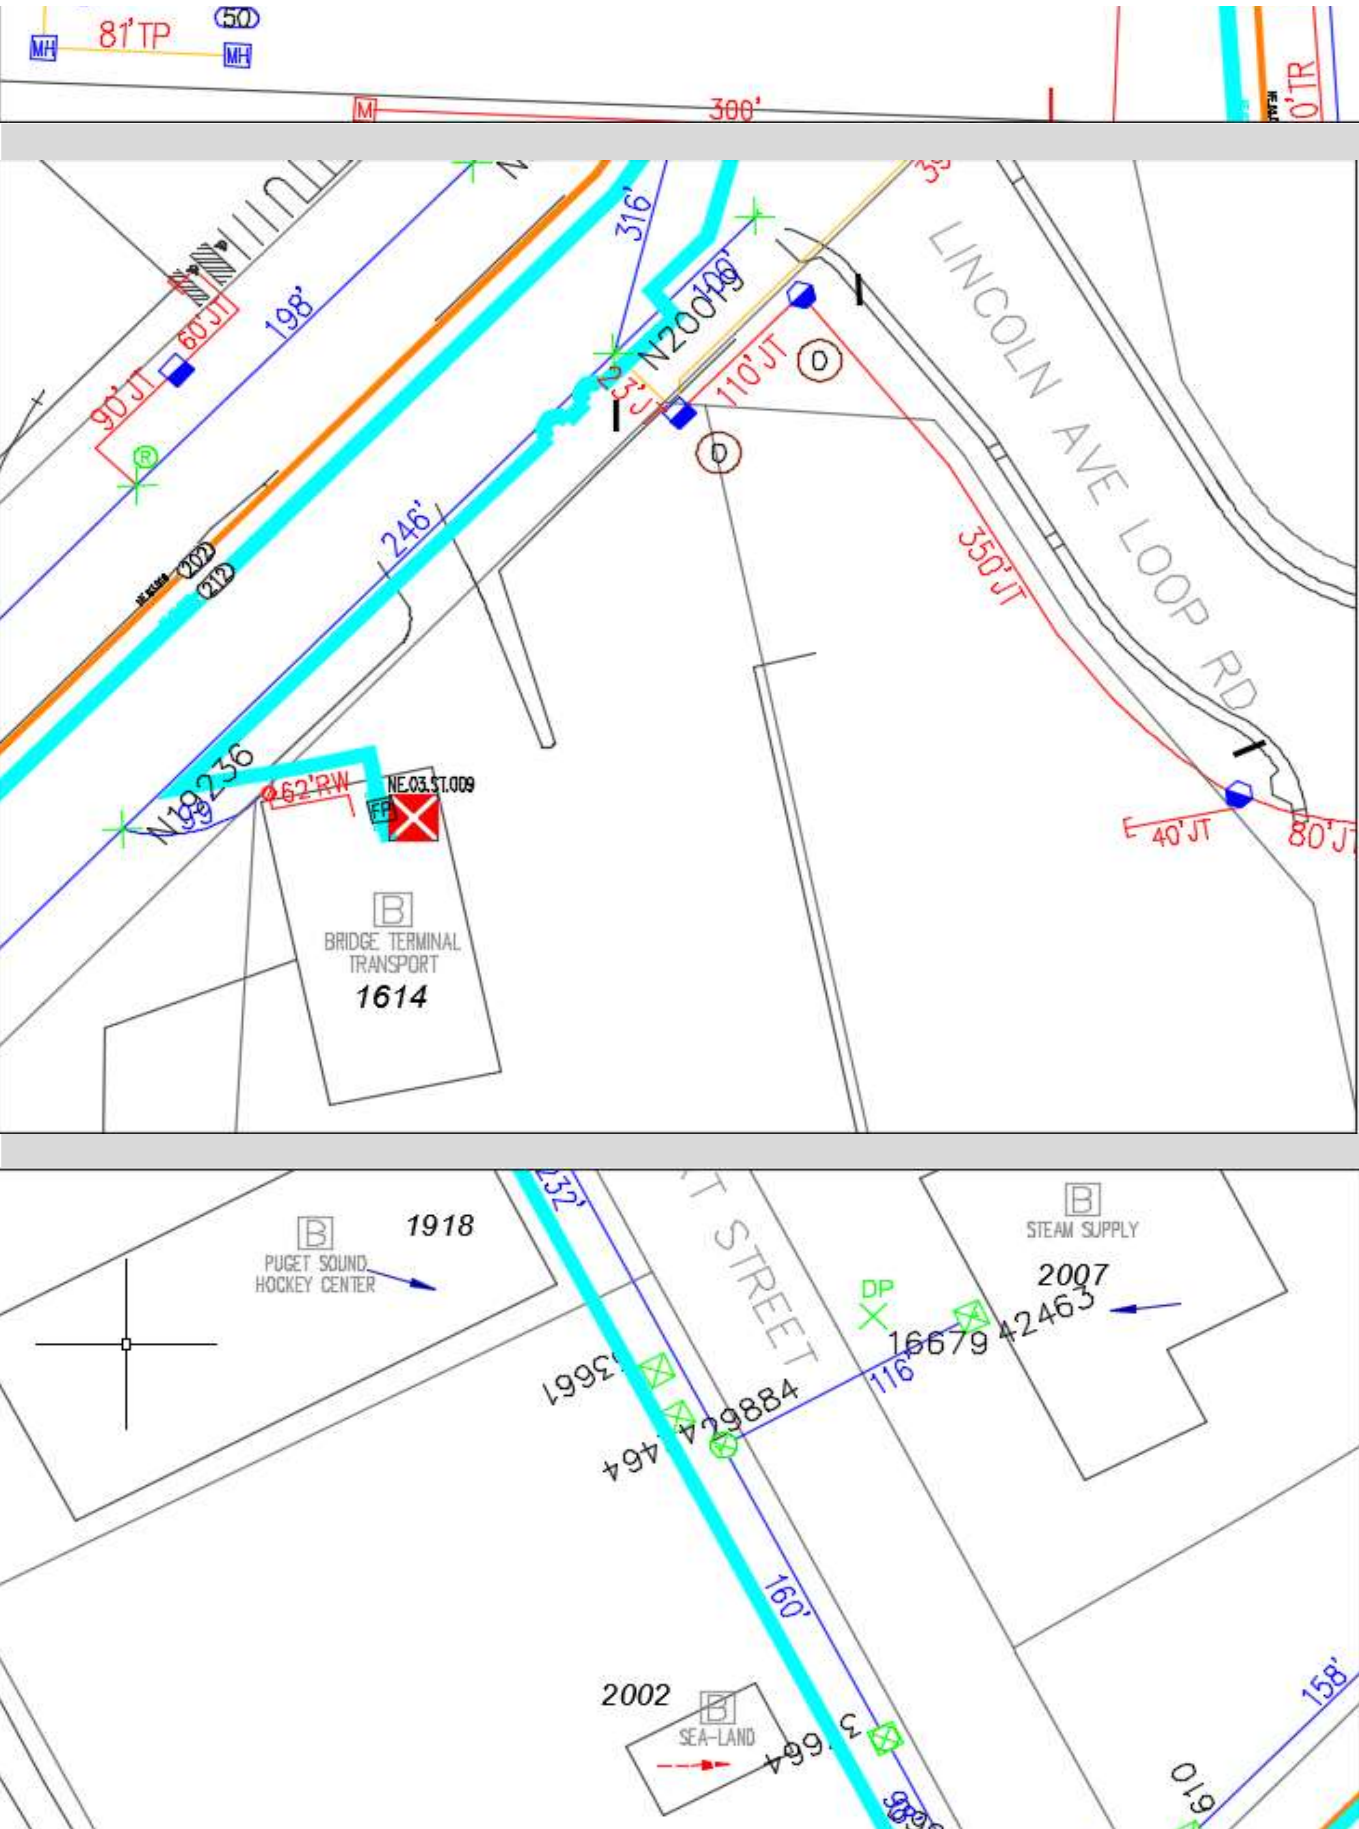 50
MH
81'TP
MH
M
300'
316'
100'
N20019
198'
60'JT
90'JT
R
110'JT
O
O
LINCOLN AVE LOOP RD
246'
350'JT
202
212
N19236
99
62'RW
NE.03.ST.009
FP
E
40'JT
80'JT
B
BRIDGE TERMINAL
TRANSPORT
1614
232'
B
1918
PUGET SOUND
HOCKEY CENTER
STREET
B
STEAM SUPPLY
2007
DP
16679
42463
116'
429884
160'
2002
B
SEA-LAND
158'
610